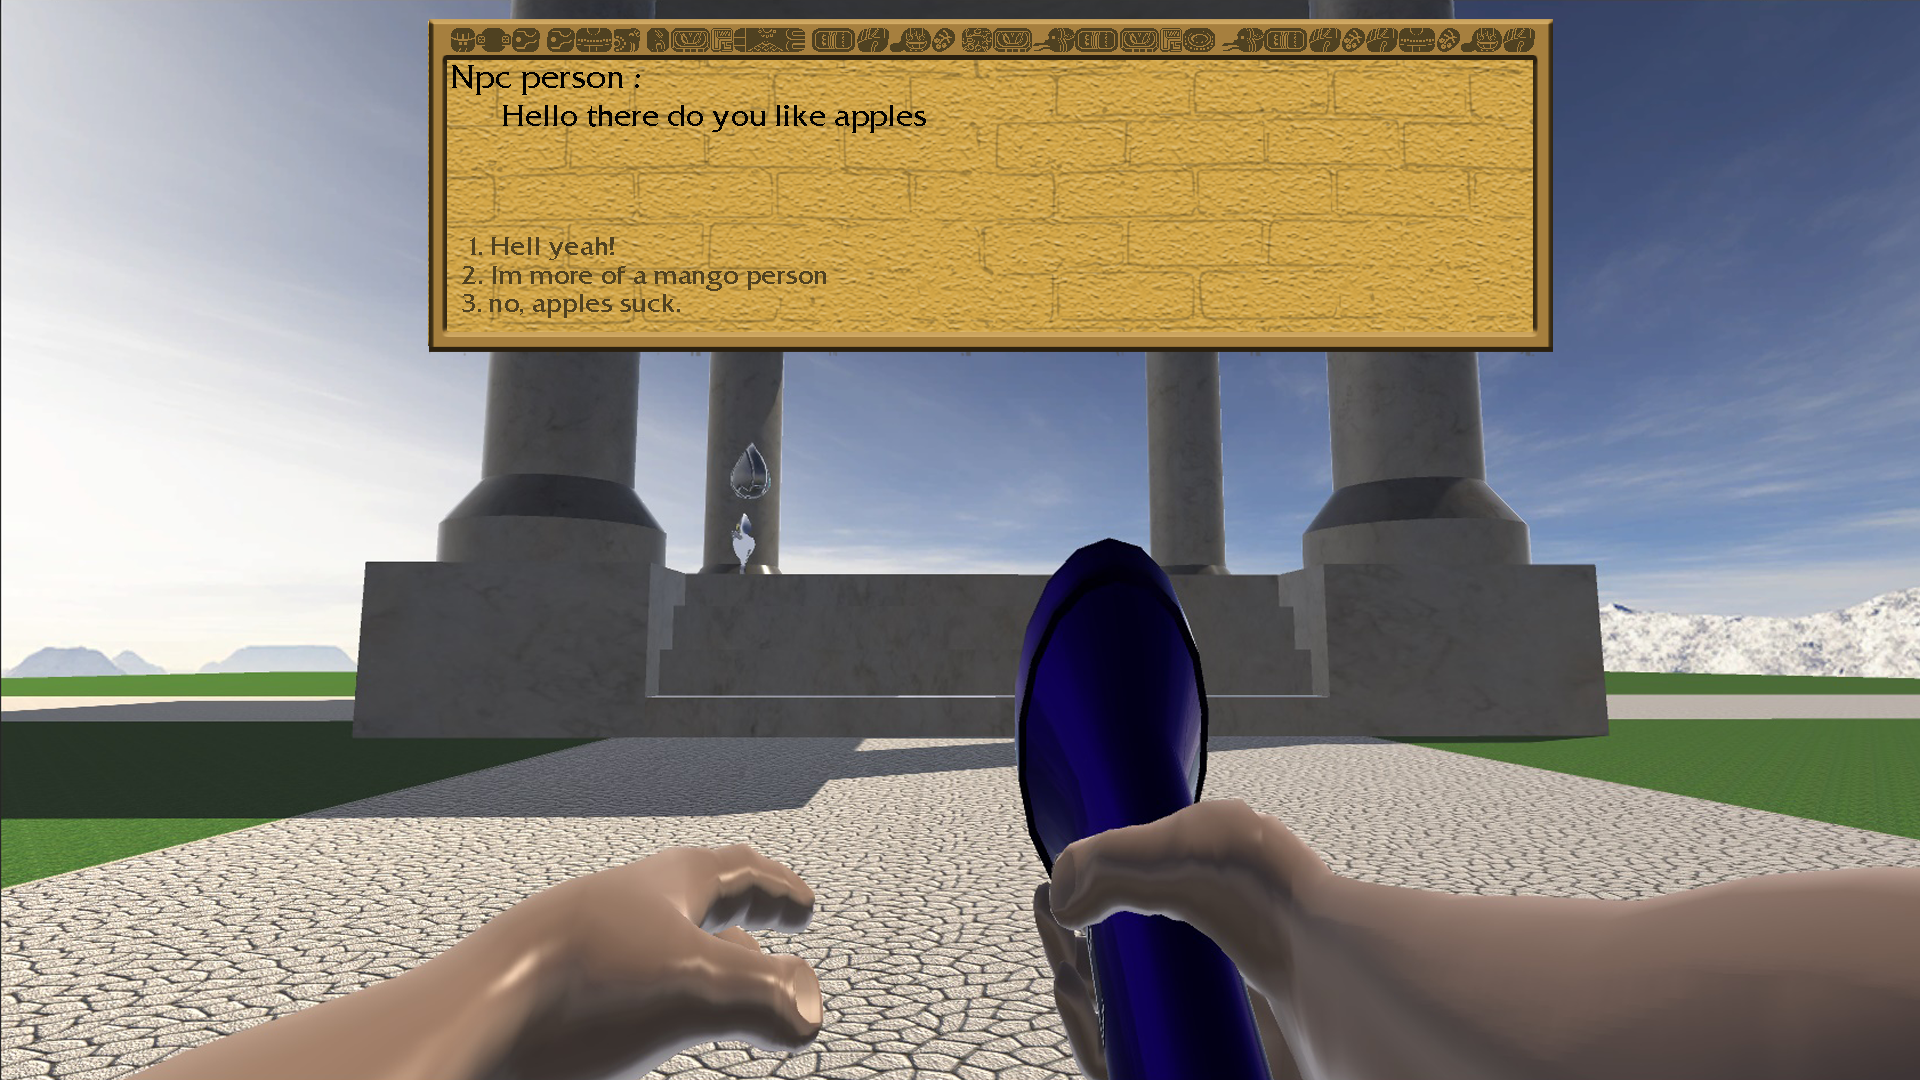 Npc person :
Hello there do you like apples
1. Hell yeah!
2. Im more of a mango person
3. no, apples suck.